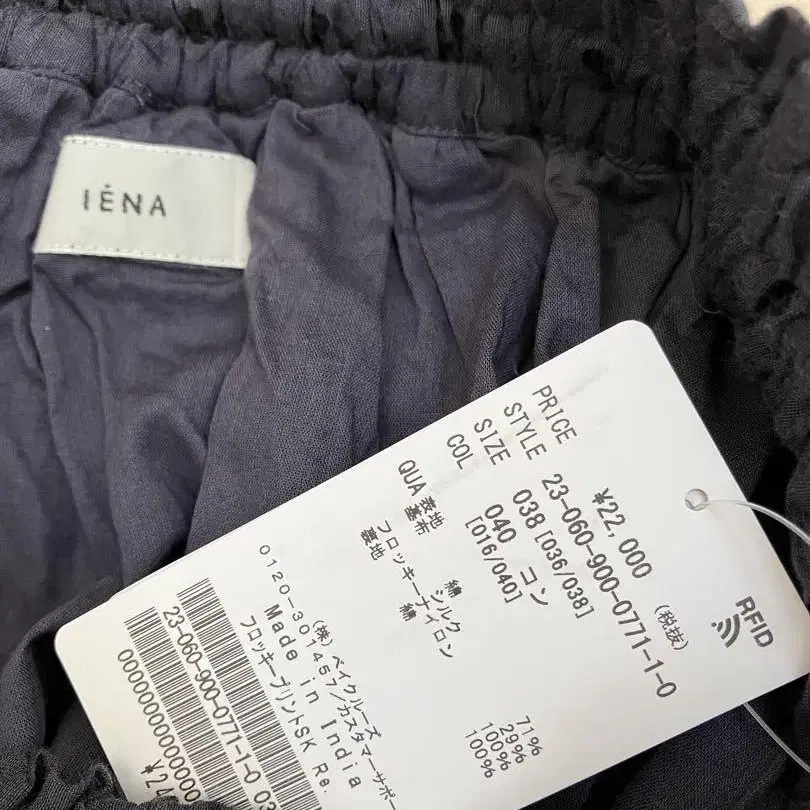 IÉNA
RFID
PRICE ¥22,000 (税抜)
STYLE 23-060-900-0771-1-0
SIZE 038 [036/038]
COL 040 コン [016/040]
QUA 表地 綿 71%
シルク 29%
基布 フロッキーナイロン 100%
裏地 綿 100%
(株)ベイクルーズ
0120-301457/カスタマーサポー
Made in India
フロッキープリントSK Re.
23-060-900-0771-1-0 03
¥24